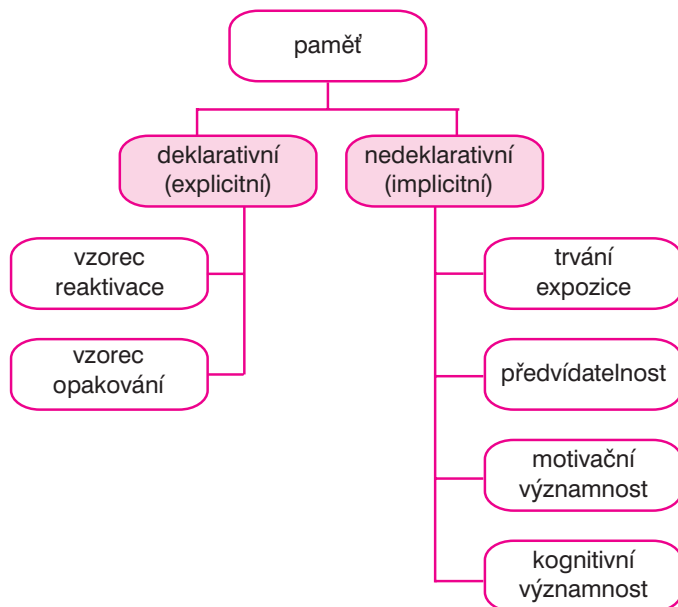 paměť
deklarativní
(explicitní)
nedeklarativní
(implicitní)
vzorec
reaktivace
vzorec
opakování
trvání
expozice
předvídatelnost
motivační
významnost
kognitivní
významnost